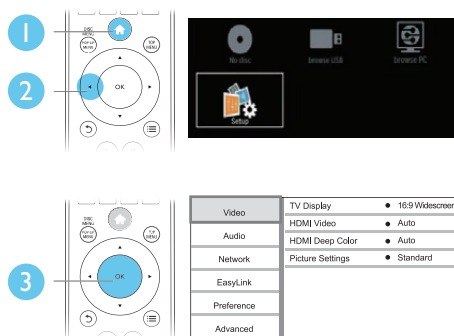 1
DISC
MENU
POP-UP
MENU
TOP
MENU
2
OK
No disc
browse USB
browse PC
Setup
DISC
MENU
POP-UP
MENU
TOP
MENU
3
OK
Video
Audio
Network
EasyLink
Preference
Advanced
TV Display 16:9 Widescreen
HDMI Video Auto
HDMI Deep Color Auto
Picture Settings Standard